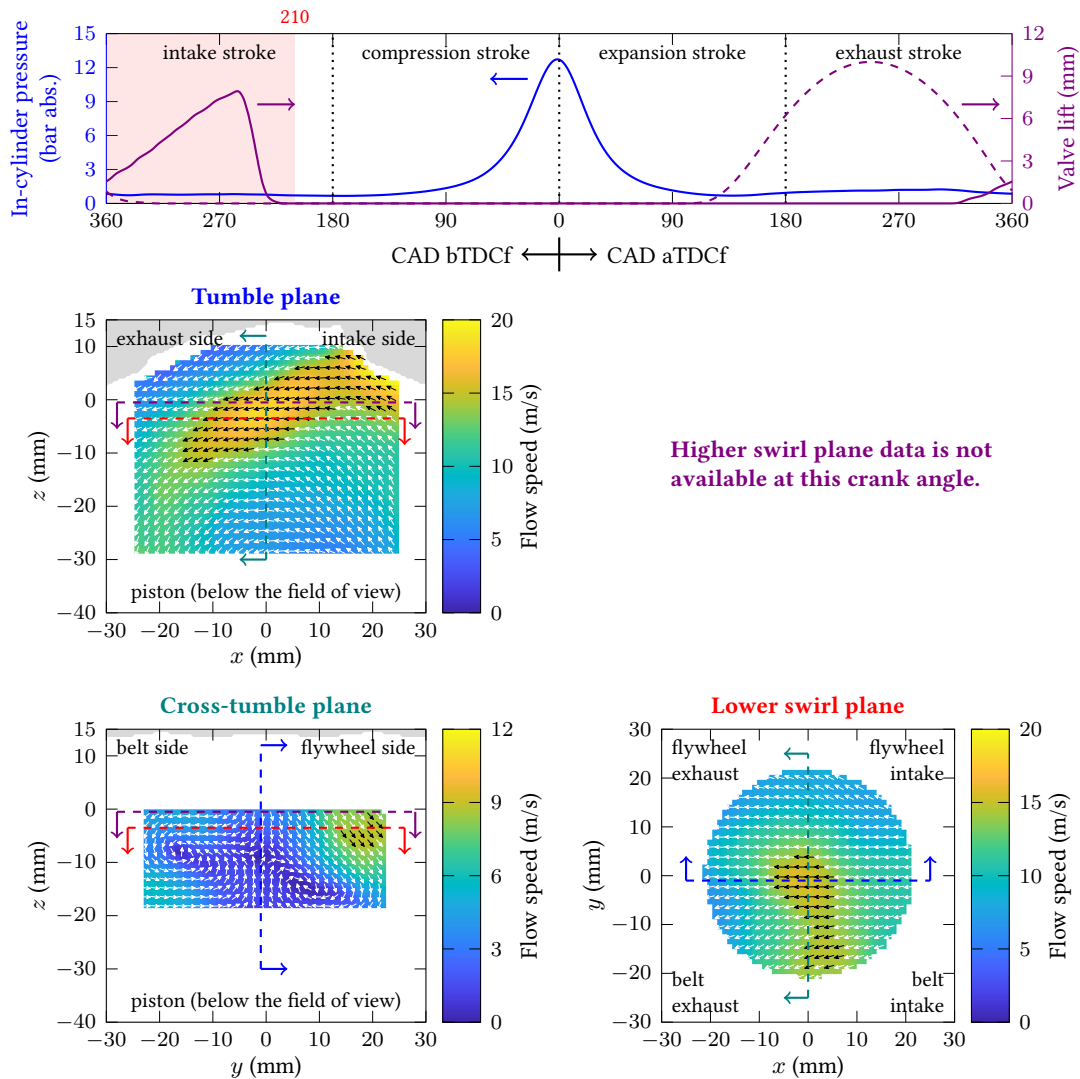 210
15
12
9
6
3
0
In-cylinder pressure
(bar abs.)
intake stroke
compression stroke
expansion stroke
exhaust stroke
12
9
6
3
0
Valve lift (mm)
360
270
180
90
0
90
180
270
360
CAD bTDCf
CAD aTDCf
Tumble plane
15
10
0
−10
−20
−30
−40
z (mm)
exhaust side
intake side
piston (below the field of view)
−30
−20
−10
0
10
20
30
x (mm)
20
15
10
5
0
Flow speed (m/s)
Higher swirl plane data is not
available at this crank angle.
Cross-tumble plane
15
10
0
−10
−20
−30
−40
z (mm)
belt side
flywheel side
piston (below the field of view)
−30
−20
−10
0
10
20
30
y (mm)
12
9
6
3
0
Flow speed (m/s)
Lower swirl plane
30
20
10
0
−10
−20
−30
y (mm)
flywheel
exhaust
flywheel
intake
belt
exhaust
belt
intake
−30
−20
−10
0
10
20
30
x (mm)
20
15
10
5
0
Flow speed (m/s)